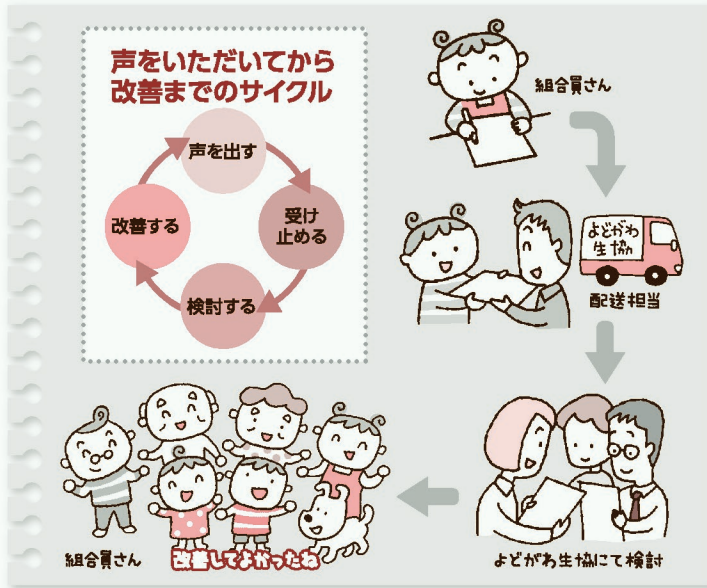 声をいただいてから
改善までのサイクル
声を出す
受け
止める
検討する
改善する
組合員さん
よどがわ
生協
配送担当
よどがわ生協にて検討
組合員さん
改善してよかったね